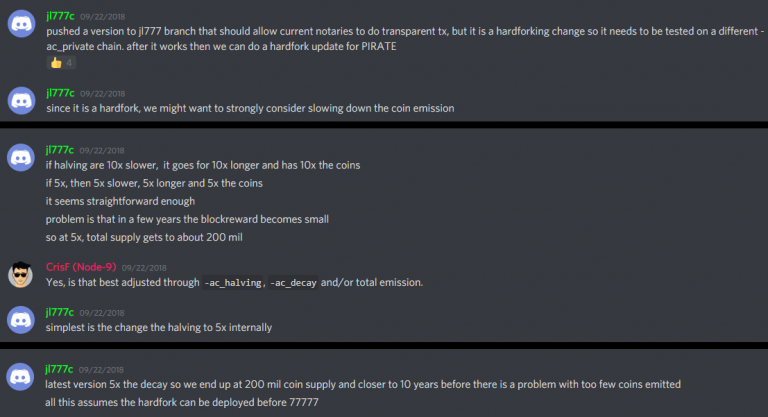 jl777c 09/22/2018
pushed a version to jl777 branch that should allow current notaries to do transparent tx, but it is a hardforking change so it needs to be tested on a different -
ac_private chain. after it works then we can do a hardfork update for PIRATE
👍 4
jl777c 09/22/2018
since it is a hardfork, we might want to strongly consider slowing down the coin emission
jl777c 09/22/2018
if halving are 10x slower, it goes for 10x longer and has 10x the coins
if 5x, then 5x slower, 5x longer and 5x the coins
it seems straightforward enough
problem is that in a few years the blockreward becomes small
so at 5x, total supply gets to about 200 mil
CrisF (Node-9) 09/22/2018
Yes, is that best adjusted through -ac_halving, -ac_decay and/or total emission.
jl777c 09/22/2018
simplest is the change the halving to 5x internally
jl777c 09/22/2018
latest version 5x the decay so we end up at 200 mil coin supply and closer to 10 years before there is a problem with too few coins emitted
all this assumes the hardfork can be deployed before 77777